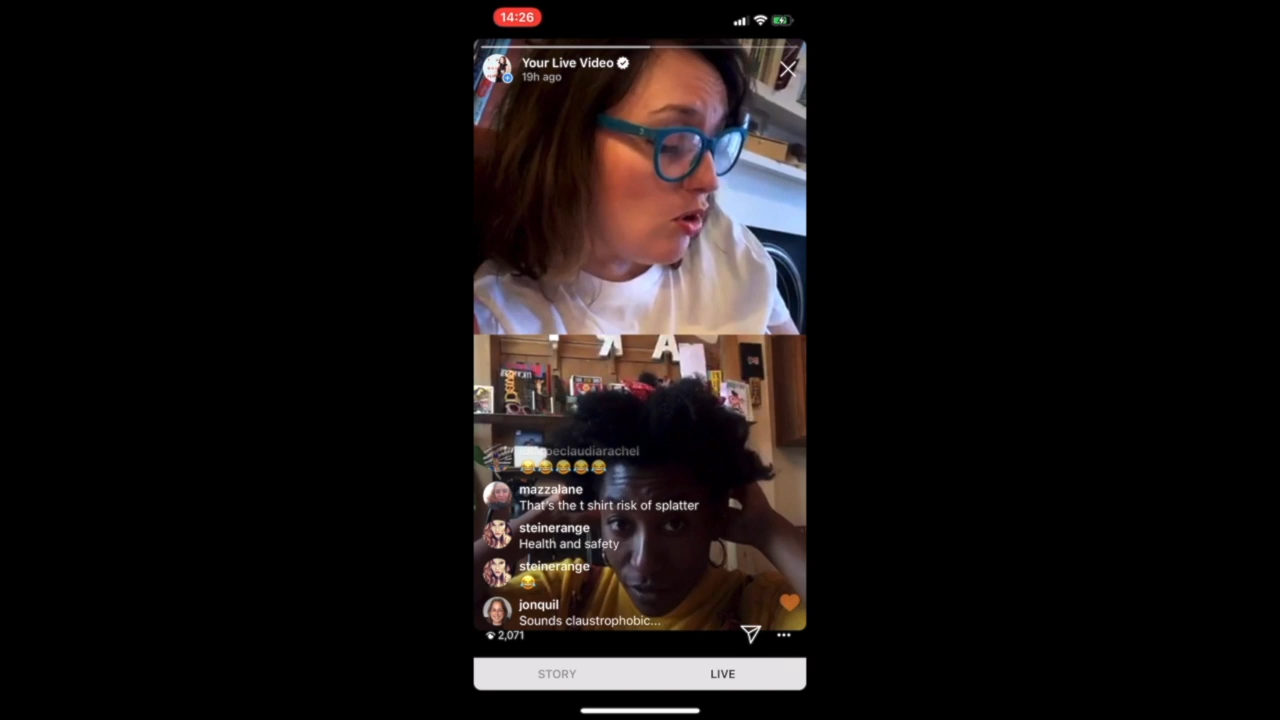 14:26
Your Live Video
19h ago
peclaudiarachel
😂😂😂😂😂
mazzalane
That's the t shirt risk of splatter
steinerange
Health and safety
steinerange
😂
jonquil
Sounds claustrophobic...
2,071
STORY
LIVE